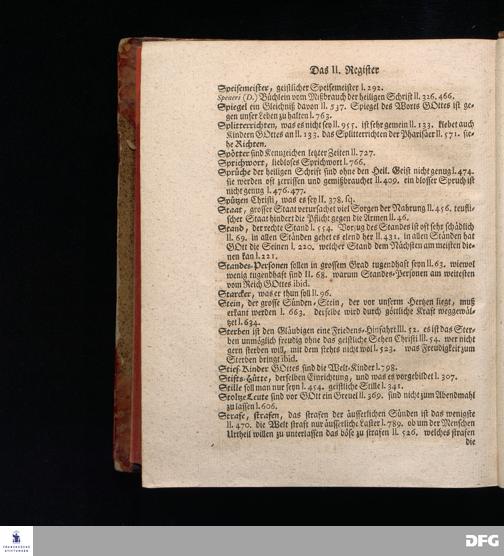 Das II. Register
Speisemeister, geistlicher Speisemeister I. 292.
Speneri (D.) Büchlein vom Mißbrauch der heiligen Schrift II. 326. 466.
Spiegel ein Gleichniß davon II. 537. Spiegel des Worts GOttes ist ge-
gen unser Leben zu halten I. 763.
Splitterrichten, was es nicht sey II. 955. ist sehr gemein II. 133. klebet auch
Kindern GOttes an II. 133. das Splitterrichten der Pharisäer II. 571. sie-
he Richten.
Spötter sind Kennzeichen letzter Zeiten II. 727.
Sprichwort, liebloses Sprichwort I. 766.
Sprüche der heiligen Schrift sind ohne den Heil. Geist nicht genug I. 474.
sie werden oft zerrissen und gemißbrauchet II. 409. ein blosser Spruch ist
nicht genug I. 476. 477.
Spützen Christi, was es sey II. 378. sq.
Staat, grosser Staat verursachet viel Sorgen der Nahrung II. 456. teufli-
scher Staat hindert die Pflicht gegen die Armen II. 46.
Stand, der rechte Stand I. 554. Vorzug des Standes ist oft sehr schädlich
II. 69. in allen Ständen gehet es elend her II. 431. in allen Ständen hat
GOtt die Seinen I. 220. welcher Stand dem Nächsten am meisten die-
nen kan I. 221.
Standes-Personen sollen in grossem Grad tugendhaft seyn II. 63. wievol
wenig tugendhaft sind II. 68. warum Standes-Personen am weitesten
vom Reich GOttes ibid.
Starcker, was er thun soll II. 96.
Stein, der grosse Sünden-Stein, der vor unserm Hertzen liegt, muß
erkant werden I. 663. derselbe wird durch göttliche Kraft weggewäl-
tzet I. 634.
Sterben ist den Gläubigen eine Friedens-Hinfahrt III. 52. es ist das Ster-
ben unmöglich freudig ohne das geistliche Sehen Christi III. 54. wer nicht
gern sterben will, mit dem stehts nicht wol I. 523. was Freudigkeit zum
Sterben bringt ibid.
Stief-Kinder GOttes sind die Welt-Kinder I. 798.
Stifts-Hütte, derselben Einrichtung, und was es vorgebildet I. 307.
Stille soll man nur seyn I. 454. geistliche Stille I. 341.
Stoltze Leute sind vor GOtt ein Greuel II. 369. sind nicht zum Abendmahl
zu lassen I. 606.
Strafe, strafen, das strafen der äusserlichen Sünden ist das wenigste
II. 470. die Welt straft nur äusserliche Laster I. 789. ob um der Menschen
Urtheil willen zu unterlassen das böse zu strafen II. 526. welches strafen
die
FRANCKESCHE STIFTUNGEN
DFG